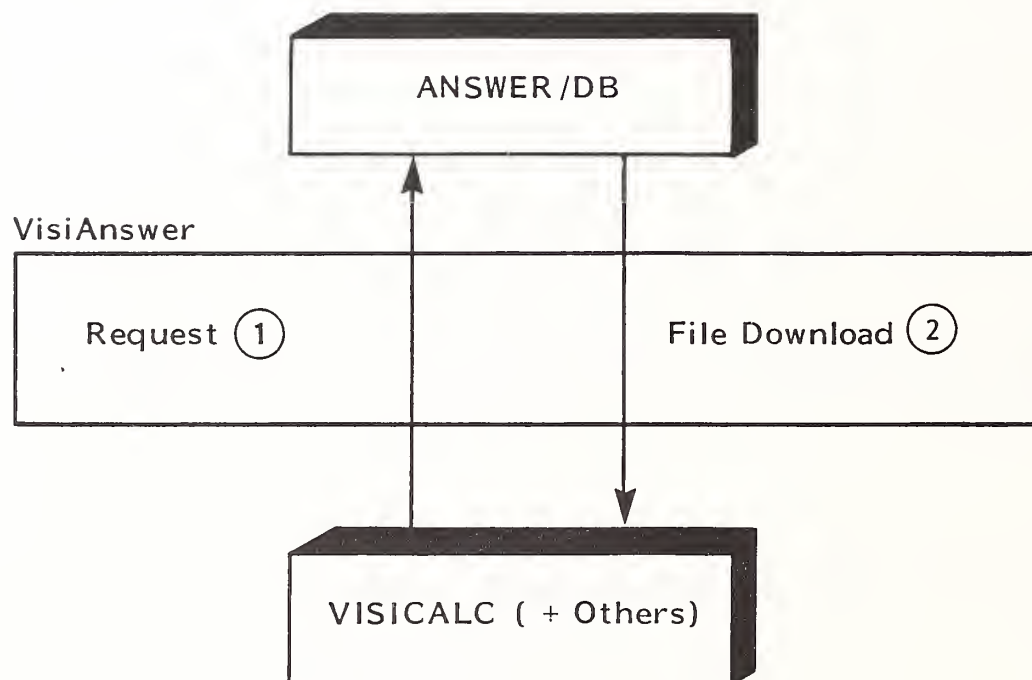 ANSWER/DB
VisiAnswer
Request 1
File Download 2
VISICALC ( + Others)